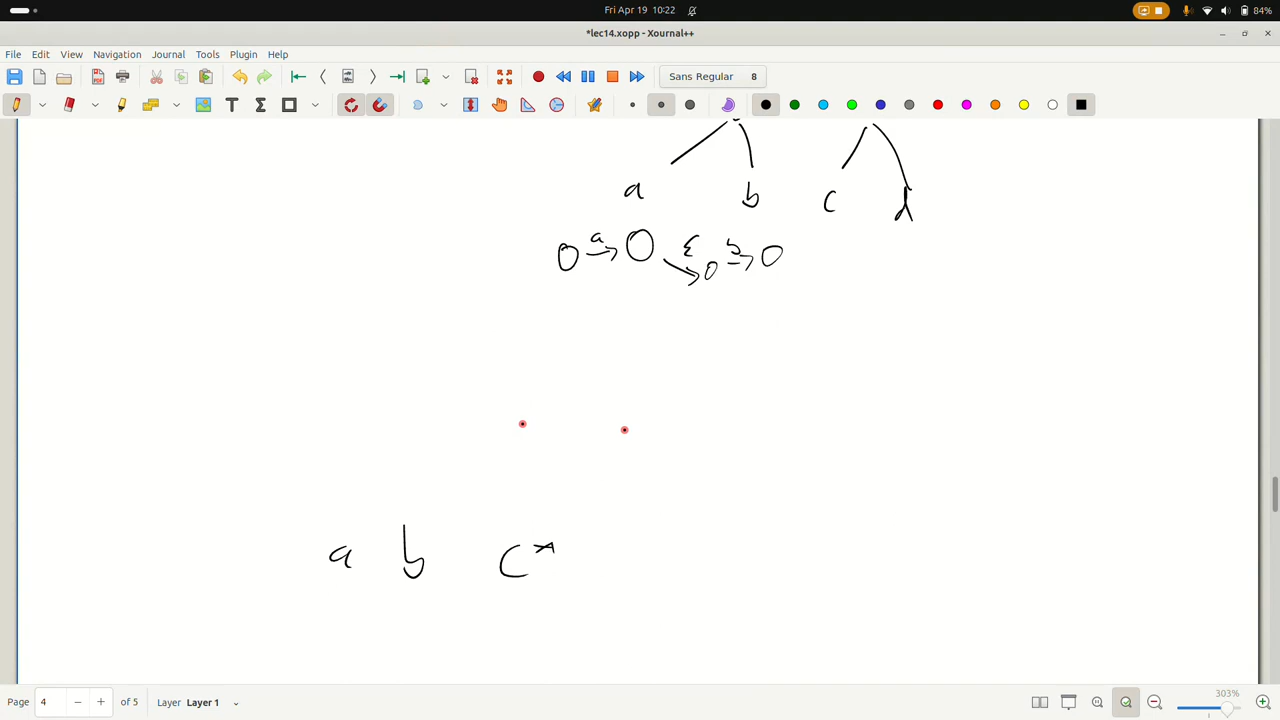 Fri Apr 19 10:22
84%
*lec14.xopp - Xournal++
File Edit View Navigation Journal Tools Plugin Help
Sans Regular 8
a b c d
a ε b
a b c*
Page 4 of 5 Layer Layer 1
303%